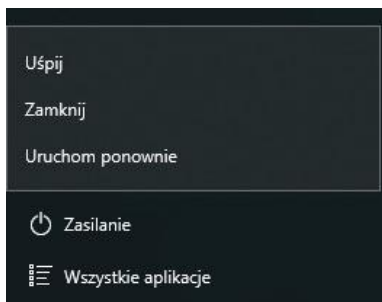 Uśpij
Zamknij
Uruchom ponownie
Zasilanie
Wszystkie aplikacje